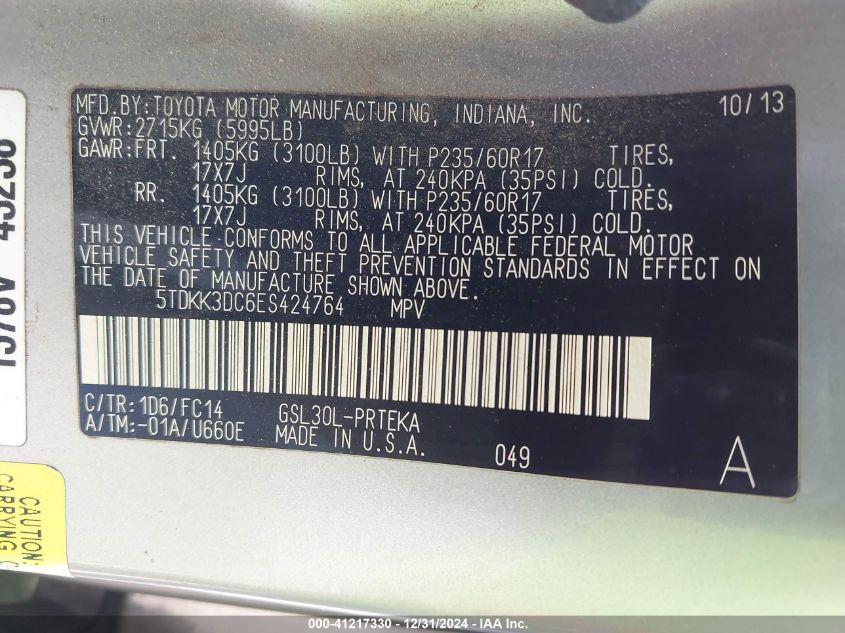 MFD.BY:TOYOTA MOTOR MANUFACTURING, INDIANA, INC. 10/13
GVWR:2715KG (5995LB)
GAWR:FRT. 1405KG (3100LB) WITH P235/60R17 TIRES,
17X7J RIMS, AT 240KPA (35PSI) COLD.
RR. 1405KG (3100LB) WITH P235/60R17 TIRES,
17X7J RIMS, AT 240KPA (35PSI) COLD.
THIS VEHICLE CONFORMS TO ALL APPLICABLE FEDERAL MOTOR
VEHICLE SAFETY AND THEFT PREVENTION STANDARDS IN EFFECT ON
THE DATE OF MANUFACTURE SHOWN ABOVE.
5TDKK3DC6ES424764 MPV
C/TR:1D6/FC14 GSL30L-PRTEKA
A/TM:-01A/U660E MADE IN U.S.A. 049 A
CAUTION:
CARRYING
000-41217330 - 12/31/2024 - IAA Inc.